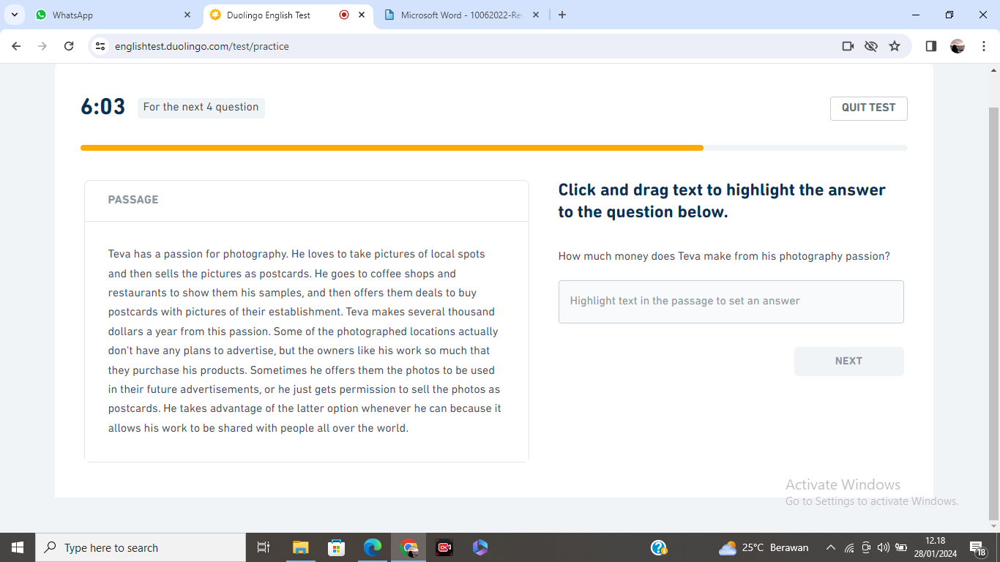 WhatsApp
Duolingo English Test
Microsoft Word - 10062022-Re
englishtest.duolingo.com/test/practice
6:03
For the next 4 question
QUIT TEST
PASSAGE
Teva has a passion for photography. He loves to take pictures of local spots
and then sells the pictures as postcards. He goes to coffee shops and
restaurants to show them his samples, and then offers them deals to buy
postcards with pictures of their establishment. Teva makes several thousand
dollars a year from this passion. Some of the photographed locations actually
don't have any plans to advertise, but the owners like his work so much that
they purchase his products. Sometimes he offers them the photos to be used
in their future advertisements, or he just gets permission to sell the photos as
postcards. He takes advantage of the latter option whenever he can because it
allows his work to be shared with people all over the world.
Click and drag text to highlight the answer
to the question below.
How much money does Teva make from his photography passion?
Highlight text in the passage to set an answer
NEXT
Activate Windows
Go to Settings to activate Windows.
Type here to search
25°C Berawan
12.18
28/01/2024
18